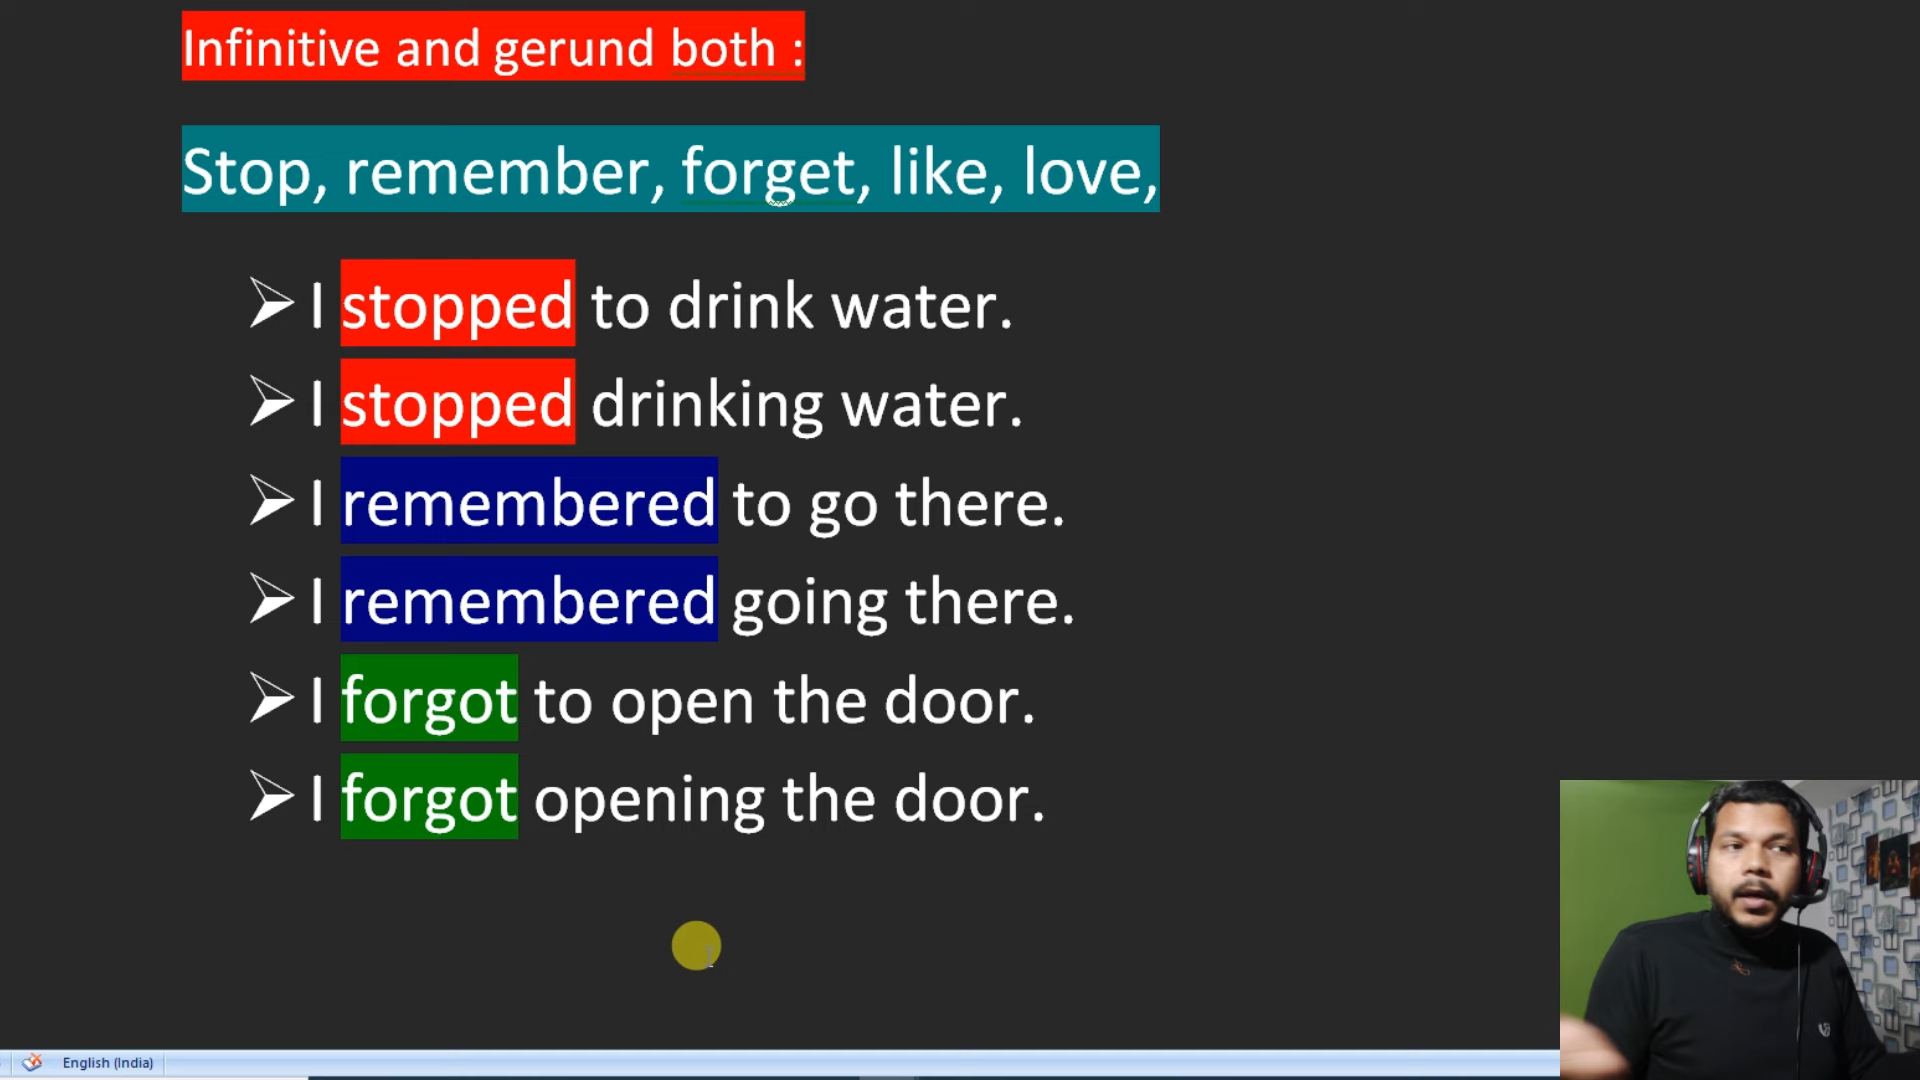 Infinitive and gerund both :
Stop, remember, forget, like, love,
I stopped to drink water.
I stopped drinking water.
I remembered to go there.
I remembered going there.
I forgot to open the door.
I forgot opening the door.
English (India)